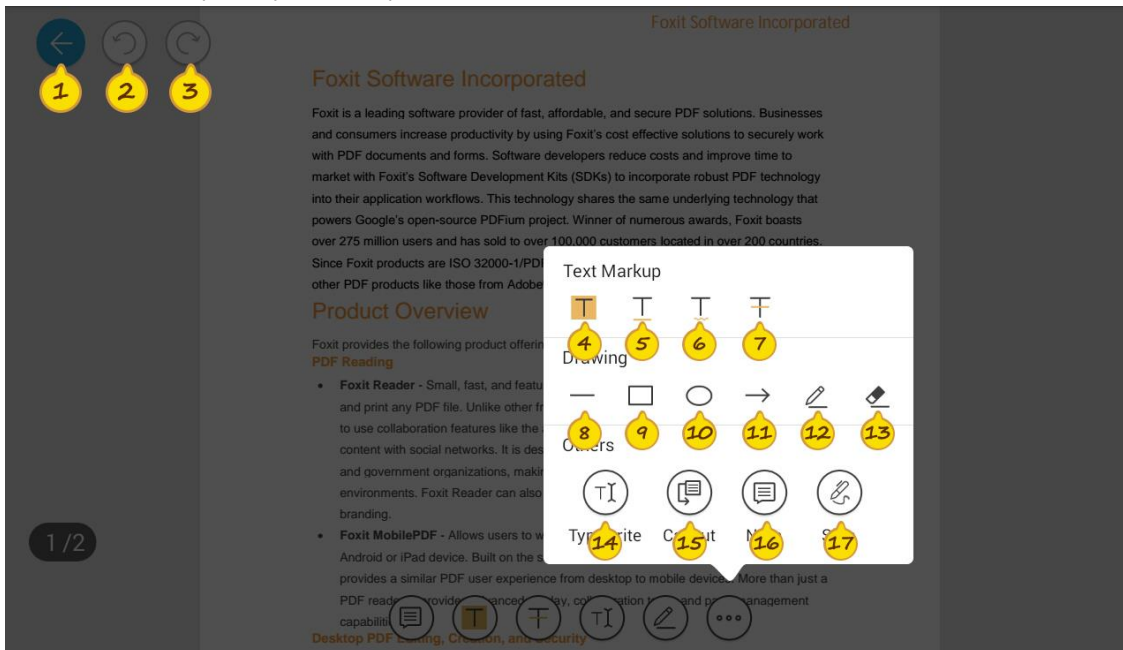 Foxit Software Incorporated
1 2 3
Foxit Software Incorporated
Foxit is a leading software provider of fast, affordable, and secure PDF solutions. Businesses
and consumers increase productivity by using Foxit's cost effective solutions to securely work
with PDF documents and forms. Software developers reduce costs and improve time to
market with Foxit's Software Development Kits (SDKs) to incorporate robust PDF technology
into their application workflows. This technology shares the same underlying technology that
powers Google's open-source PDFium project. Winner of numerous awards, Foxit boasts
over 275 million users and has sold to over 100,000 customers located in over 200 countries.
Since Foxit products are ISO 32000-1/PDF
other PDF products like those from Adobe
Product Overview
Foxit provides the following product offerin
PDF Reading
• Foxit Reader - Small, fast, and featu
and print any PDF file. Unlike other fr
to use collaboration features like the
content with social networks. It is des
and government organizations, makin
environments. Foxit Reader can also
branding.
• Foxit MobilePDF - Allows users to w
Android or iPad device. Built on the s
provides a similar PDF user experience from desktop to mobile devices. More than just a
PDF reader, provides advanced and
capabiliti
Desktop PDF Editing, Creation, and Security
Text Markup
4 5 6 7
Drawing
8 9 10 11 12 13
Others
14 15 16 17
1/2